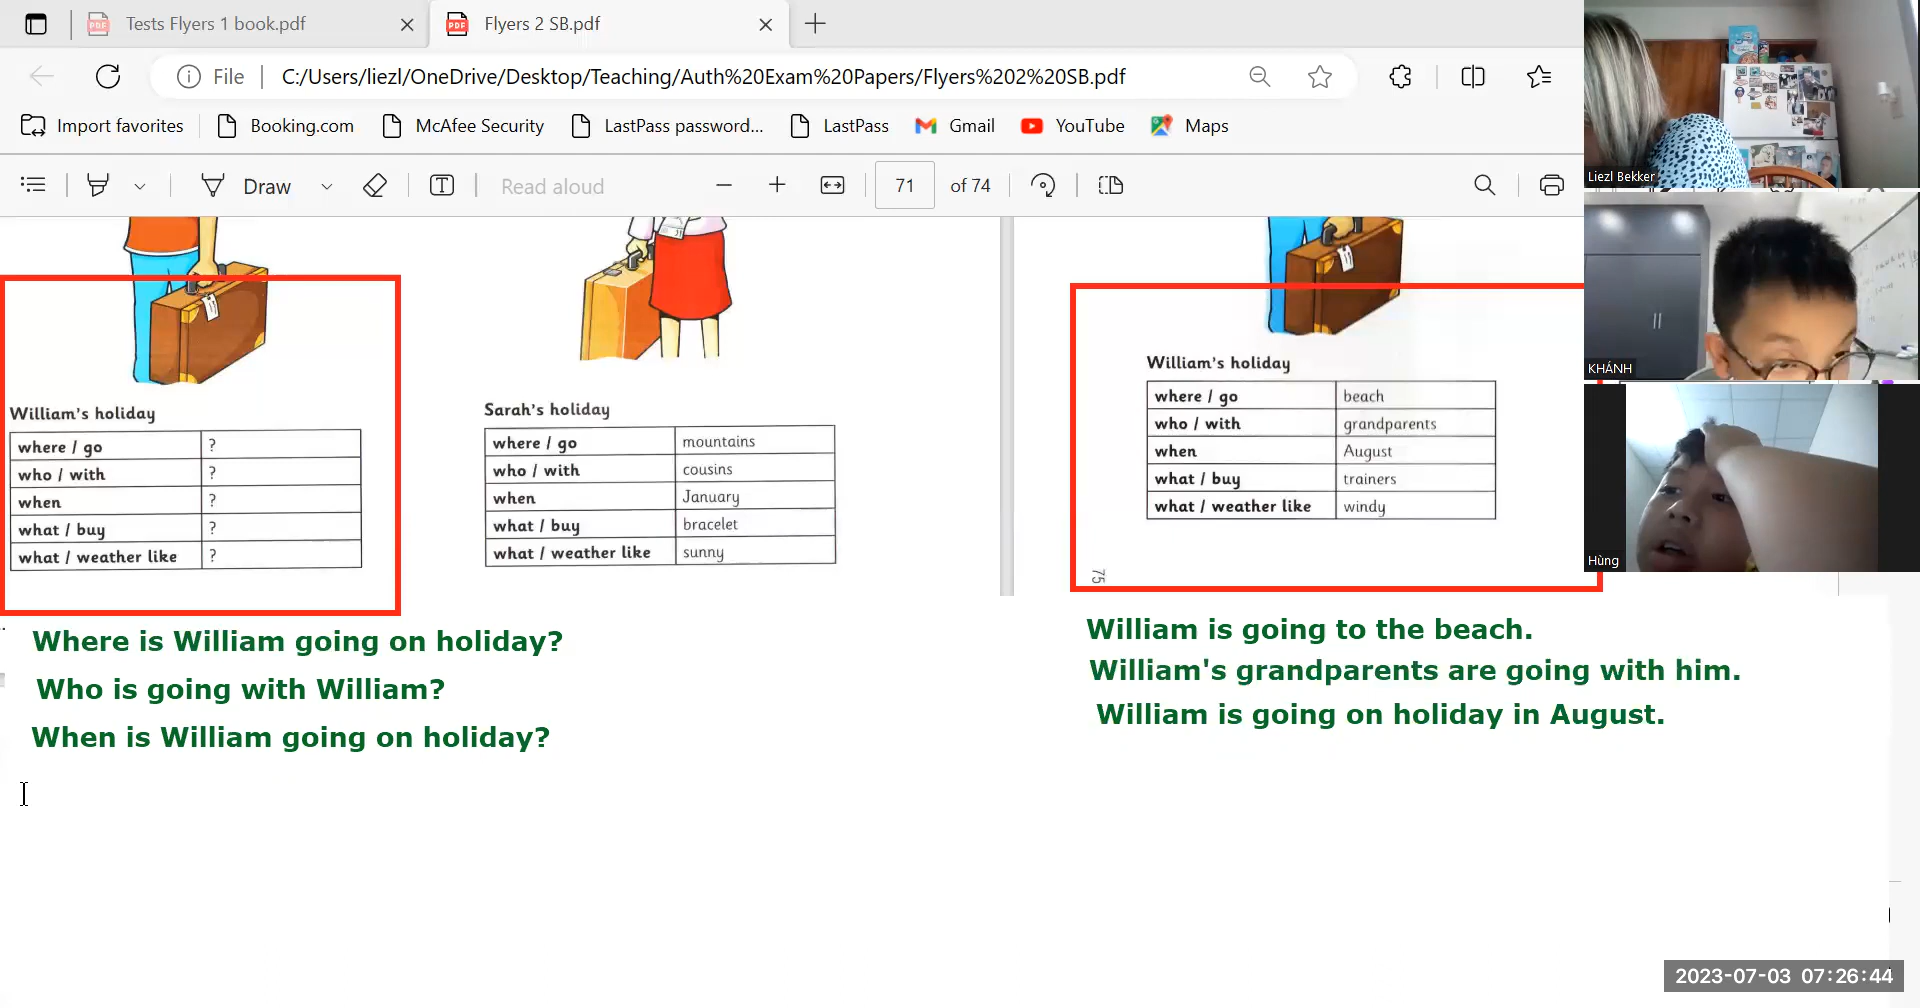 Tests Flyers 1 book.pdf
Flyers 2 SB.pdf
File
C:/Users/liezl/OneDrive/Desktop/Teaching/Auth%20Exam%20Papers/Flyers%202%20SB.pdf
Import favorites
Booking.com
McAfee Security
LastPass password...
LastPass
Gmail
YouTube
Maps
Draw
Read aloud
71 of 74
Liezl Bekker
KHÁNH
Hùng
William's holiday
where / go ?
who / with ?
when ?
what / buy ?
what / weather like ?
Sarah's holiday
where / go mountains
who / with cousins
when January
what / buy bracelet
what / weather like sunny
William's holiday
where / go beach
who / with grandparents
when August
what / buy trainers
what / weather like windy
75
Where is William going on holiday?
Who is going with William?
When is William going on holiday?
William is going to the beach.
William's grandparents are going with him.
William is going on holiday in August.
2023-07-03 07:26:44